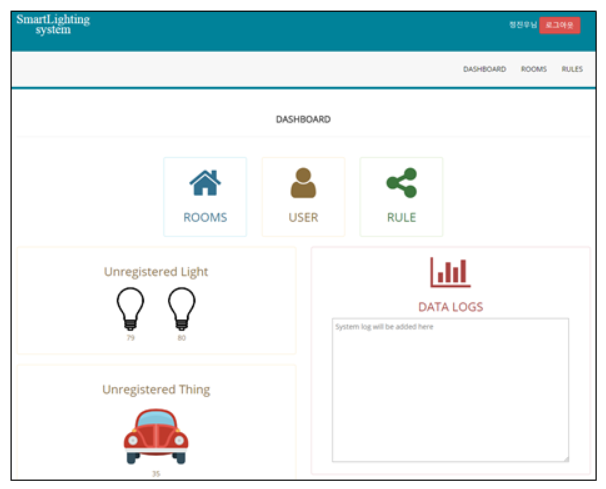 SmartLighting
system
정진우님 로그아웃
DASHBOARD ROOMS RULES
DASHBOARD
ROOMS USER RULE
Unregistered Light
79 80
DATA LOGS
System log will be added here
Unregistered Thing
35